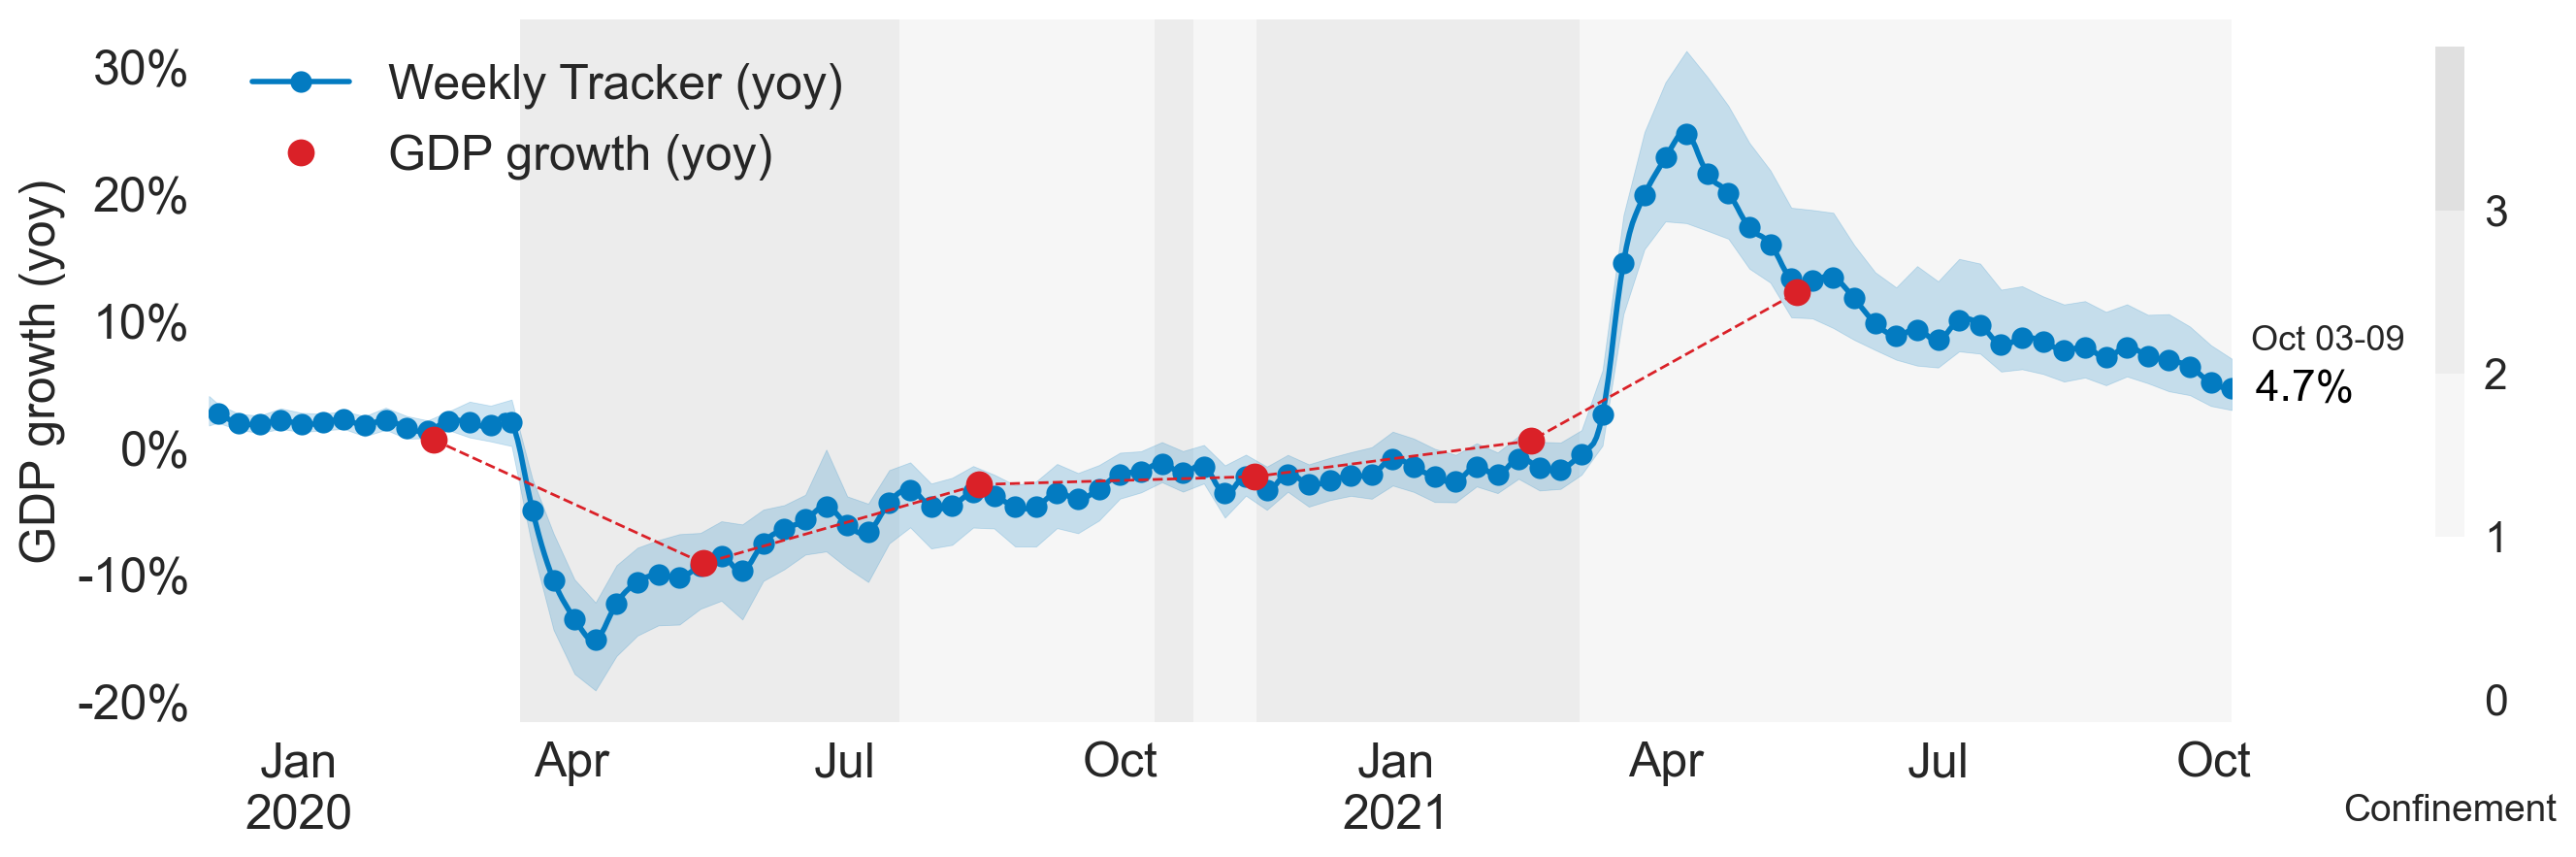 GDP growth (yoy)
30%
20%
10%
0%
-10%
-20%
Weekly Tracker (yoy)
GDP growth (yoy)
Jan
2020
Apr
Jul
Oct
Jan
2021
Apr
Jul
Oct
Oct 03-09
4.7%
3
2
1
0
Confinement